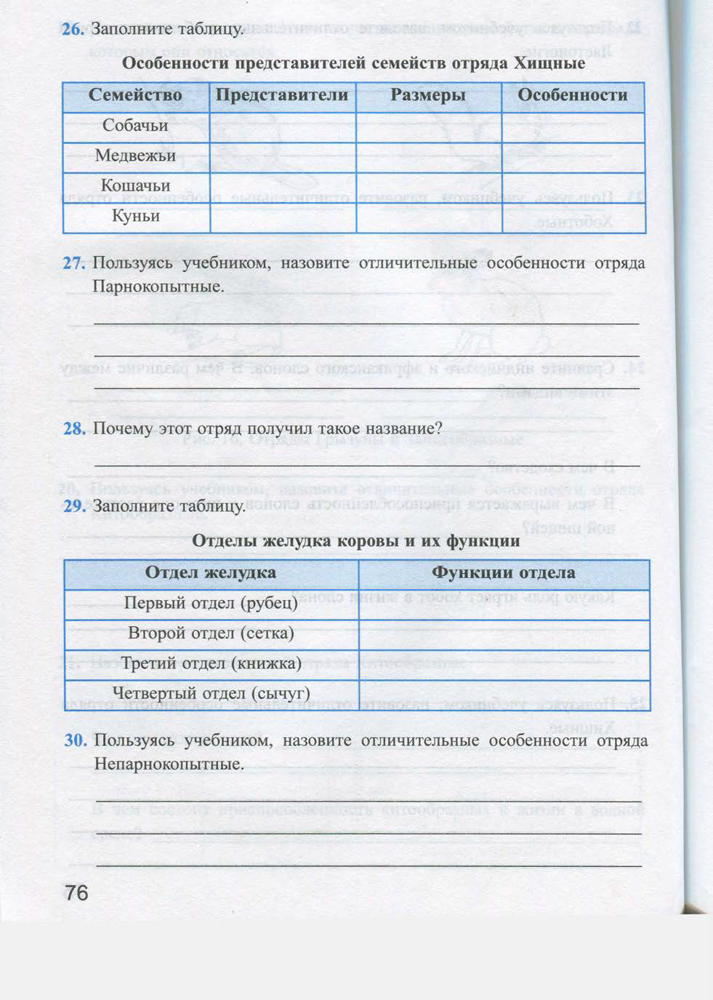 26. Заполните таблицу.
Особенности представителей семейств отряда Хищные
Семейство Представители Размеры Особенности
Собачьи
Медвежьи
Кошачьи
Куньи
27. Пользуясь учебником, назовите отличительные особенности отряда
Парнокопытные.
28. Почему этот отряд получил такое название?
29. Заполните таблицу.
Отделы желудка коровы и их функции
Отдел желудка Функции отдела
Первый отдел (рубец)
Второй отдел (сетка)
Третий отдел (книжка)
Четвертый отдел (сычуг)
30. Пользуясь учебником, назовите отличительные особенности отряда
Непарнокопытные.
76